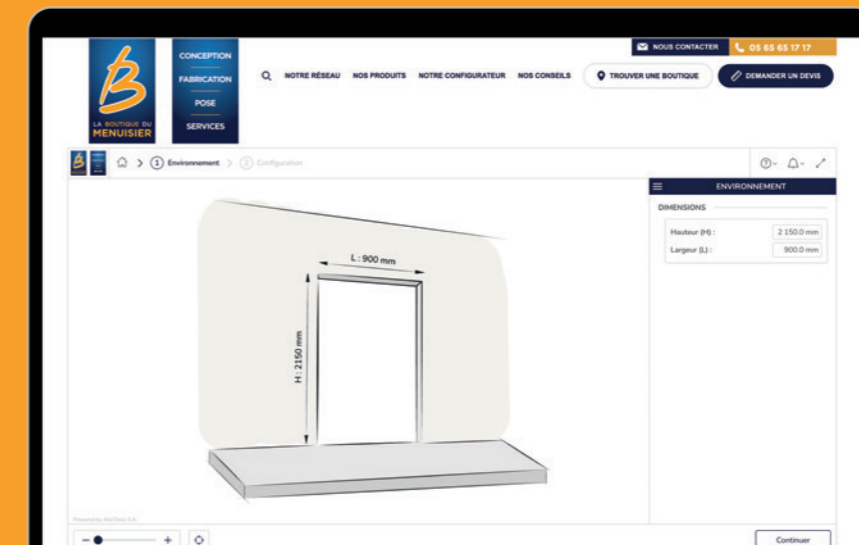 NOUS CONTACTER 05 65 65 17 17
CONCEPTION
FABRICATION
POSE
SERVICES
B
LA BOUTIQUE DU
MENUISIER
NOTRE RÉSEAU NOS PRODUITS NOTRE CONFIGURATEUR NOS CONSEILS TROUVER UNE BOUTIQUE DEMANDER UN DEVIS
1 Environnement 2 Configuration
ENVIRONNEMENT
DIMENSIONS
Hauteur (H) : 2 150.0 mm
Largeur (L) : 900.0 mm
L : 900 mm
H : 2150 mm
Continuer